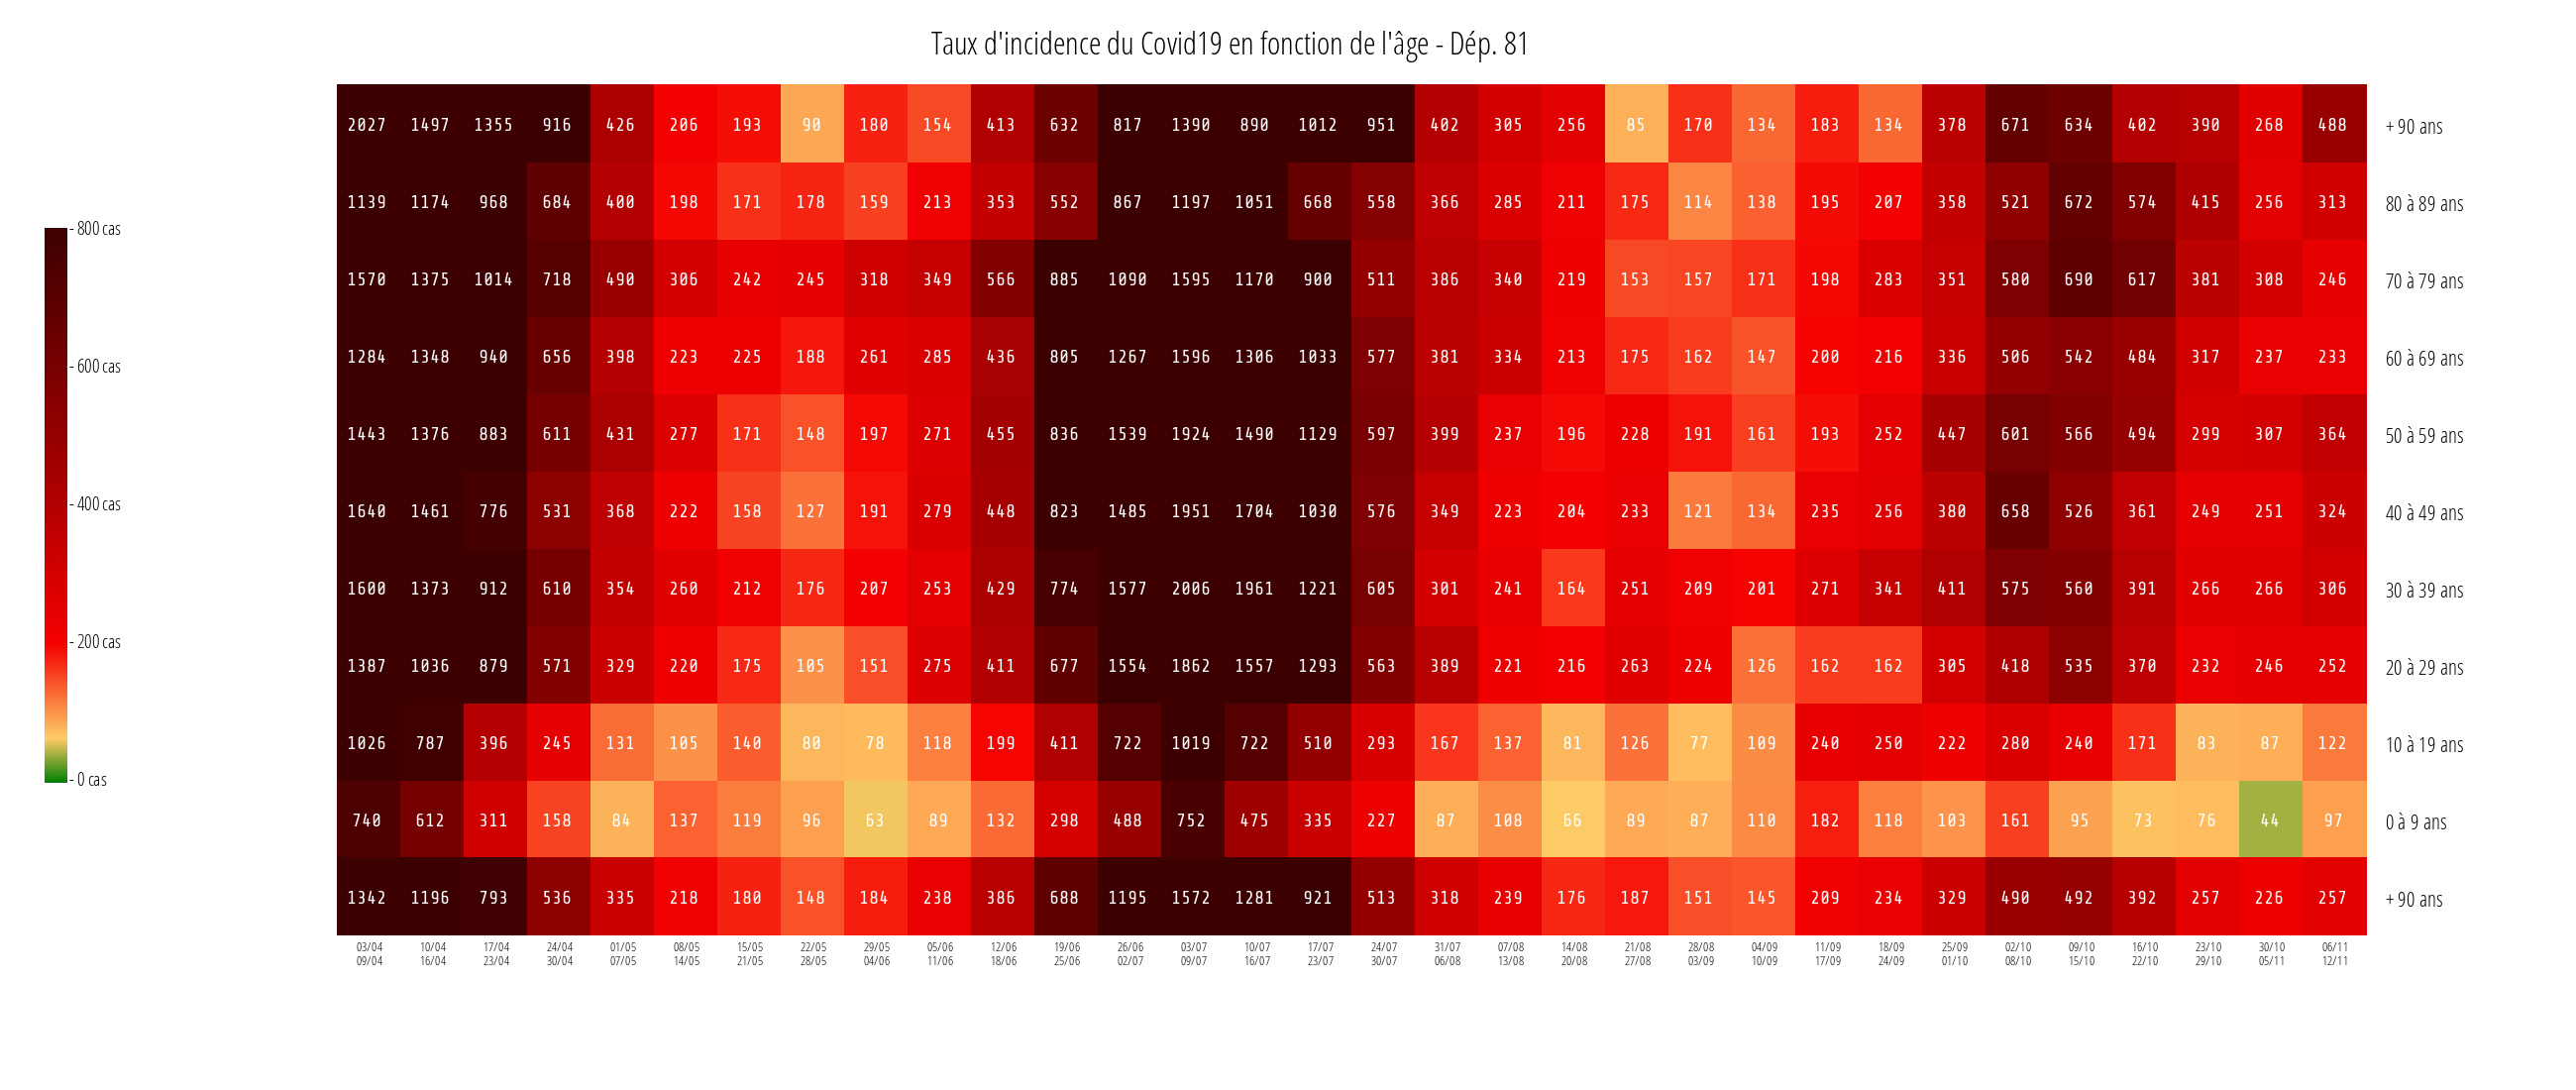 Taux d'incidence du Covid19 en fonction de l'âge - Dép. 81
2027 1497 1355 916 426 206 193 90 180 154 413 632 817 1390 890 1012 951 402 305 256 85 170 134 183 134 378 671 634 402 390 268 488 + 90 ans
1139 1174 968 684 400 198 171 178 159 213 353 552 867 1197 1051 668 558 366 285 211 175 114 138 195 207 358 521 672 574 415 256 313 80 à 89 ans
- 800 cas
1570 1375 1014 718 490 306 242 245 318 349 566 885 1090 1595 1170 900 511 386 340 219 153 157 171 198 283 351 580 690 617 381 308 246 70 à 79 ans
1284 1348 940 656 398 223 225 188 261 285 436 805 1267 1596 1306 1033 577 381 334 213 175 162 147 200 216 336 506 542 484 317 237 233 60 à 69 ans
- 600 cas
1443 1376 883 611 431 277 171 148 197 271 455 836 1539 1924 1490 1129 597 399 237 196 228 191 161 193 252 447 601 566 494 299 307 364 50 à 59 ans
- 400 cas
1640 1461 776 531 368 222 158 127 191 279 448 823 1485 1951 1704 1030 576 349 223 204 233 121 134 235 256 380 658 526 361 249 251 324 40 à 49 ans
1600 1373 912 610 354 260 212 176 207 253 429 774 1577 2006 1961 1221 605 301 241 164 251 209 201 271 341 411 575 560 391 266 266 306 30 à 39 ans
- 200 cas
1387 1036 879 571 329 220 175 105 151 275 411 677 1554 1862 1557 1293 563 389 221 216 263 224 126 162 162 305 418 535 370 232 246 252 20 à 29 ans
1026 787 396 245 131 105 140 80 78 118 199 411 722 1019 722 510 293 167 137 81 126 77 109 240 250 222 280 240 171 83 87 122 10 à 19 ans
- 0 cas
740 612 311 158 84 137 119 96 63 89 132 298 488 752 475 335 227 87 108 66 89 87 110 182 118 103 161 95 73 76 44 97 0 à 9 ans
1342 1196 793 536 335 218 180 148 184 238 386 688 1195 1572 1281 921 513 318 239 176 187 151 145 209 234 329 490 492 392 257 226 257 + 90 ans
03/04 10/04 17/04 24/04 01/05 08/05 15/05 22/05 29/05 05/06 12/06 19/06 26/06 03/07 10/07 17/07 24/07 31/07 07/08 14/08 21/08 28/08 04/09 11/09 18/09 25/09 02/10 09/10 16/10 23/10 30/10 06/11
09/04 16/04 23/04 30/04 07/05 14/05 21/05 28/05 04/06 11/06 18/06 25/06 02/07 09/07 16/07 23/07 30/07 06/08 13/08 20/08 27/08 03/09 10/09 17/09 24/09 01/10 08/10 15/10 22/10 29/10 05/11 12/11